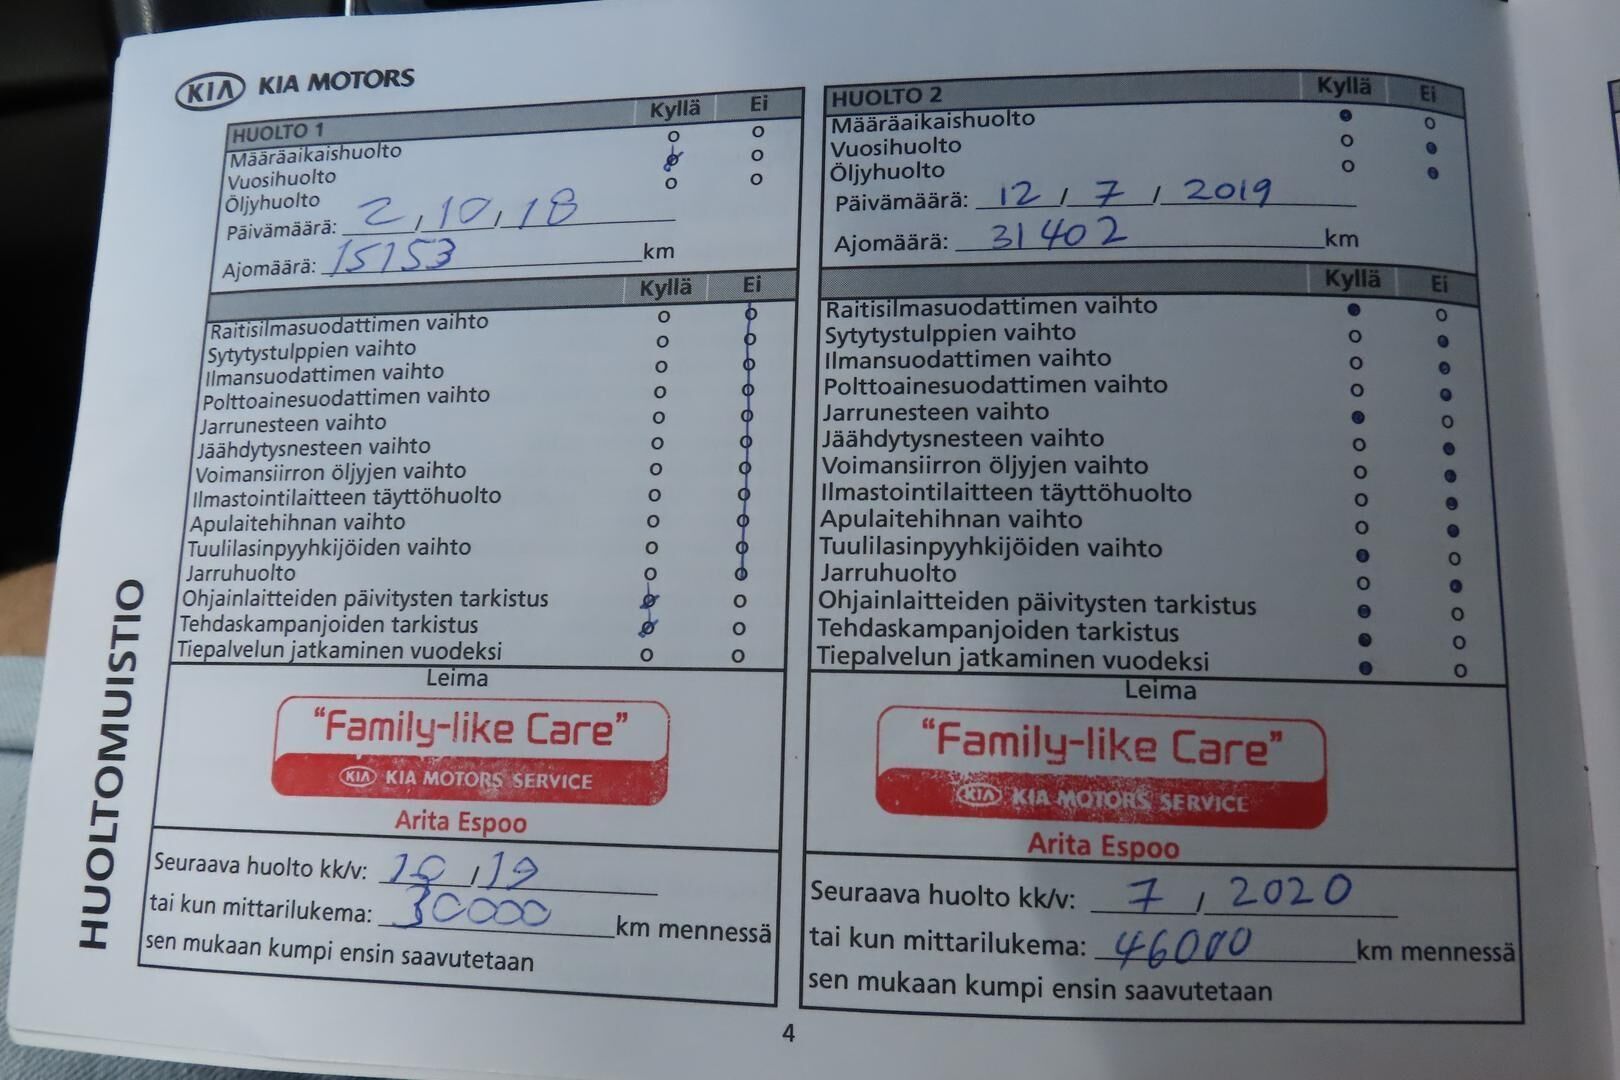 KIA KIA MOTORS
HUOLTOMUISTIO
HUOLTO 1 Kyllä Ei
Määräaikaishuolto o o
Vuosihuolto o o
Öljyhuolto o o
Päivämäärä: 2 / 10 / 18
Ajomäärä: 15153 km
Kyllä Ei
Raitisilmasuodattimen vaihto o o
Sytytystulppien vaihto o o
Ilmansuodattimen vaihto o o
Polttoainesuodattimen vaihto o o
Jarrunesteen vaihto o o
Jäähdytysnesteen vaihto o o
Voimansiirron öljyjen vaihto o o
Ilmastointilaitteen täyttöhuolto o o
Apulaitehihnan vaihto o o
Tuulilasinpyyhkijöiden vaihto o o
Jarruhuolto o o
Ohjainlaitteiden päivitysten tarkistus o o
Tehdaskampanjoiden tarkistus o o
Tiepalvelun jatkaminen vuodeksi o o
Leima
"Family-like Care"
KIA KIA MOTORS SERVICE
Arita Espoo
Seuraava huolto kk/v: 10 / 19
tai kun mittarilukema: 30000 km mennessä
sen mukaan kumpi ensin saavutetaan
HUOLTO 2 Kyllä Ei
Määräaikaishuolto o o
Vuosihuolto o o
Öljyhuolto o o
Päivämäärä: 12 / 7 / 2019
Ajomäärä: 31402 km
Kyllä Ei
Raitisilmasuodattimen vaihto o o
Sytytystulppien vaihto o o
Ilmansuodattimen vaihto o o
Polttoainesuodattimen vaihto o o
Jarrunesteen vaihto o o
Jäähdytysnesteen vaihto o o
Voimansiirron öljyjen vaihto o o
Ilmastointilaitteen täyttöhuolto o o
Apulaitehihnan vaihto o o
Tuulilasinpyyhkijöiden vaihto o o
Jarruhuolto o o
Ohjainlaitteiden päivitysten tarkistus o o
Tehdaskampanjoiden tarkistus o o
Tiepalvelun jatkaminen vuodeksi o o
Leima
"Family-like Care"
KIA KIA MOTORS SERVICE
Arita Espoo
Seuraava huolto kk/v: 7 / 2020
tai kun mittarilukema: 46000 km mennessä
sen mukaan kumpi ensin saavutetaan
4